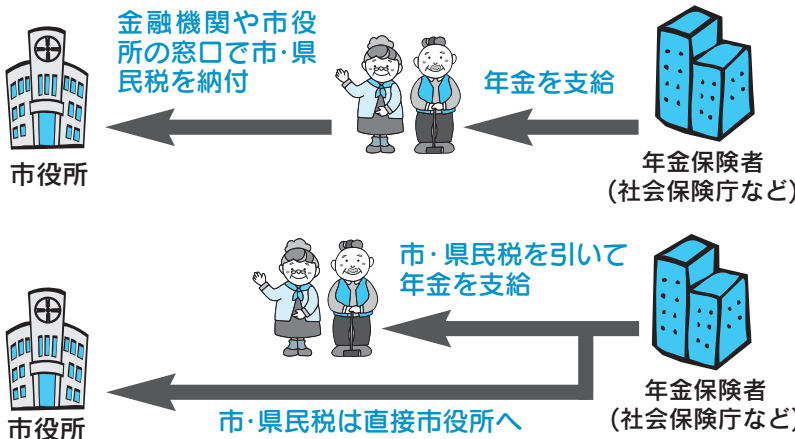 金融機関や市役
所の窓口で市・県
民税を納付
年金を支給
市役所
年金保険者
(社会保険庁など)
市・県民税を引いて
年金を支給
市・県民税は直接市役所へ
市役所
年金保険者
(社会保険庁など)